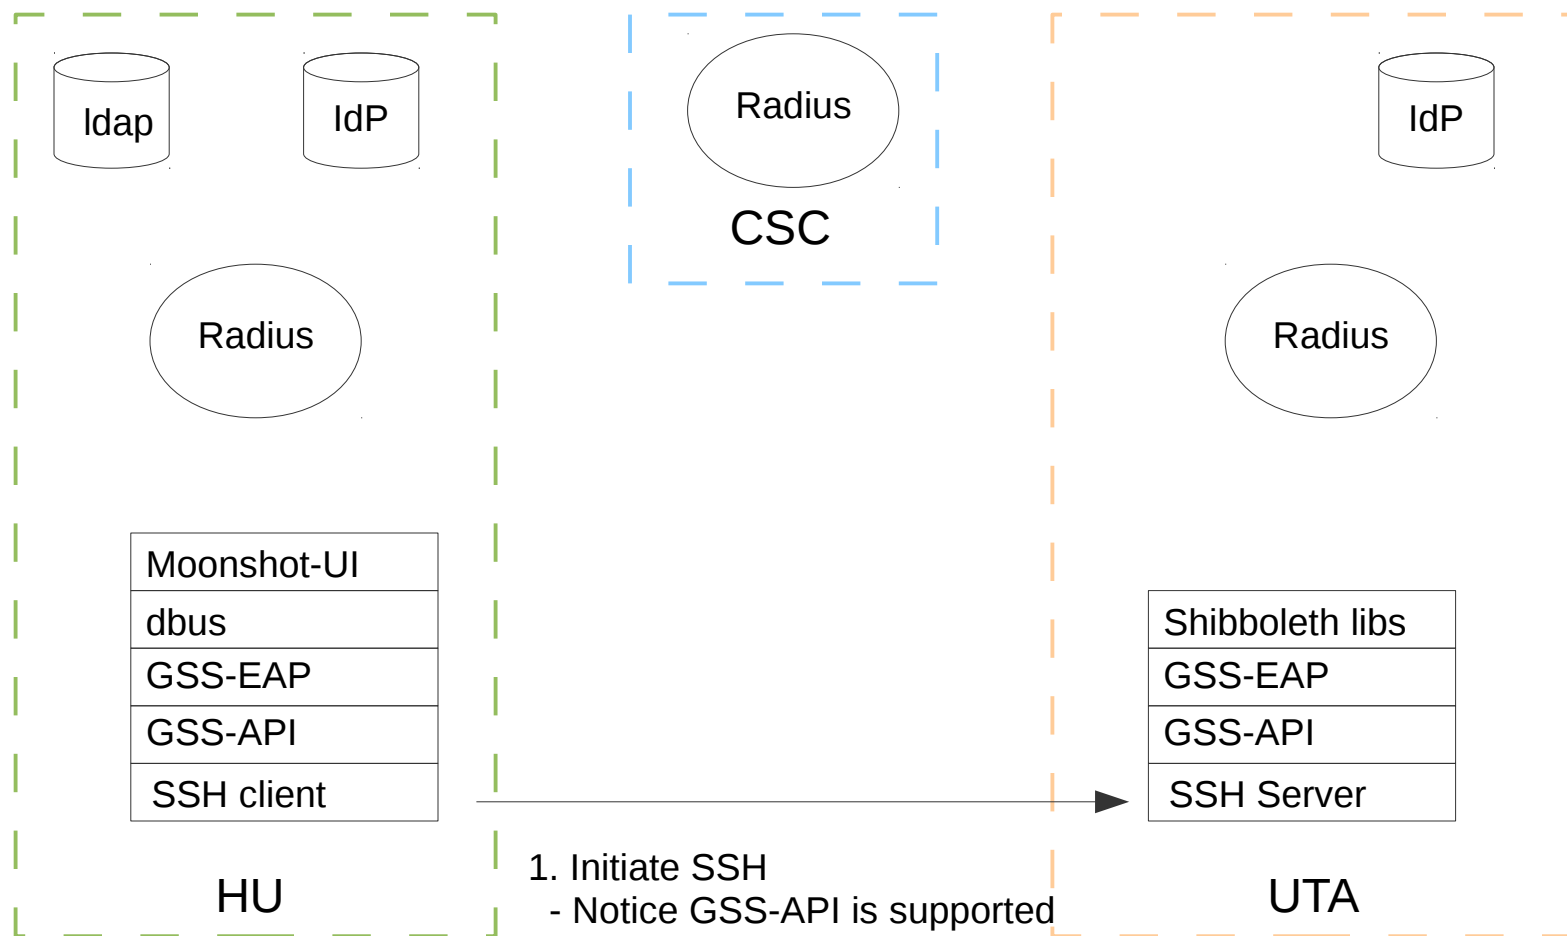 ldap
IdP
Radius
Moonshot-UI
dbus
GSS-EAP
GSS-API
SSH client
HU
Radius
CSC
1. Initiate SSH
- Notice GSS-API is supported
IdP
Radius
Shibboleth libs
GSS-EAP
GSS-API
SSH Server
UTA